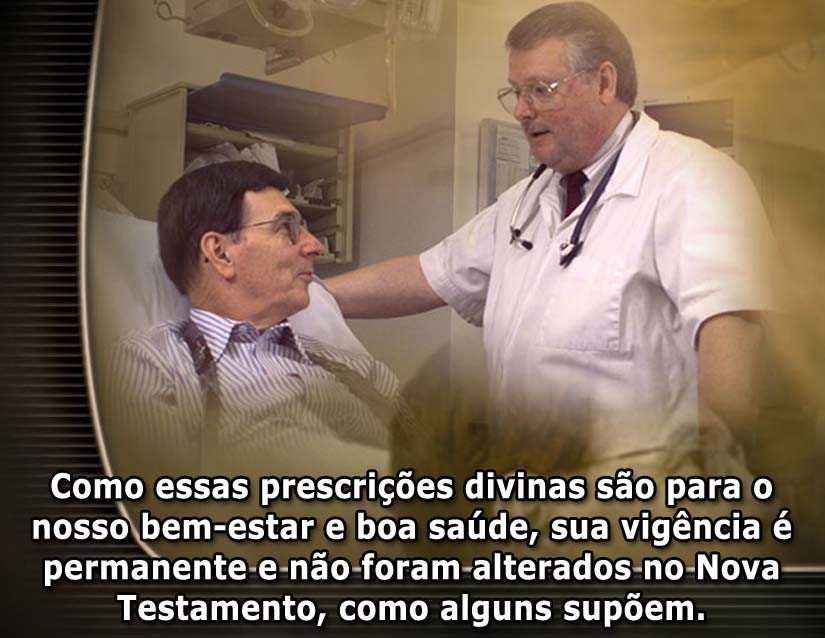 Como essas prescrições divinas são para o
nosso bem-estar e boa saúde, sua vigência é
permanente e não foram alterados no Nova
Testamento, como alguns supõem.